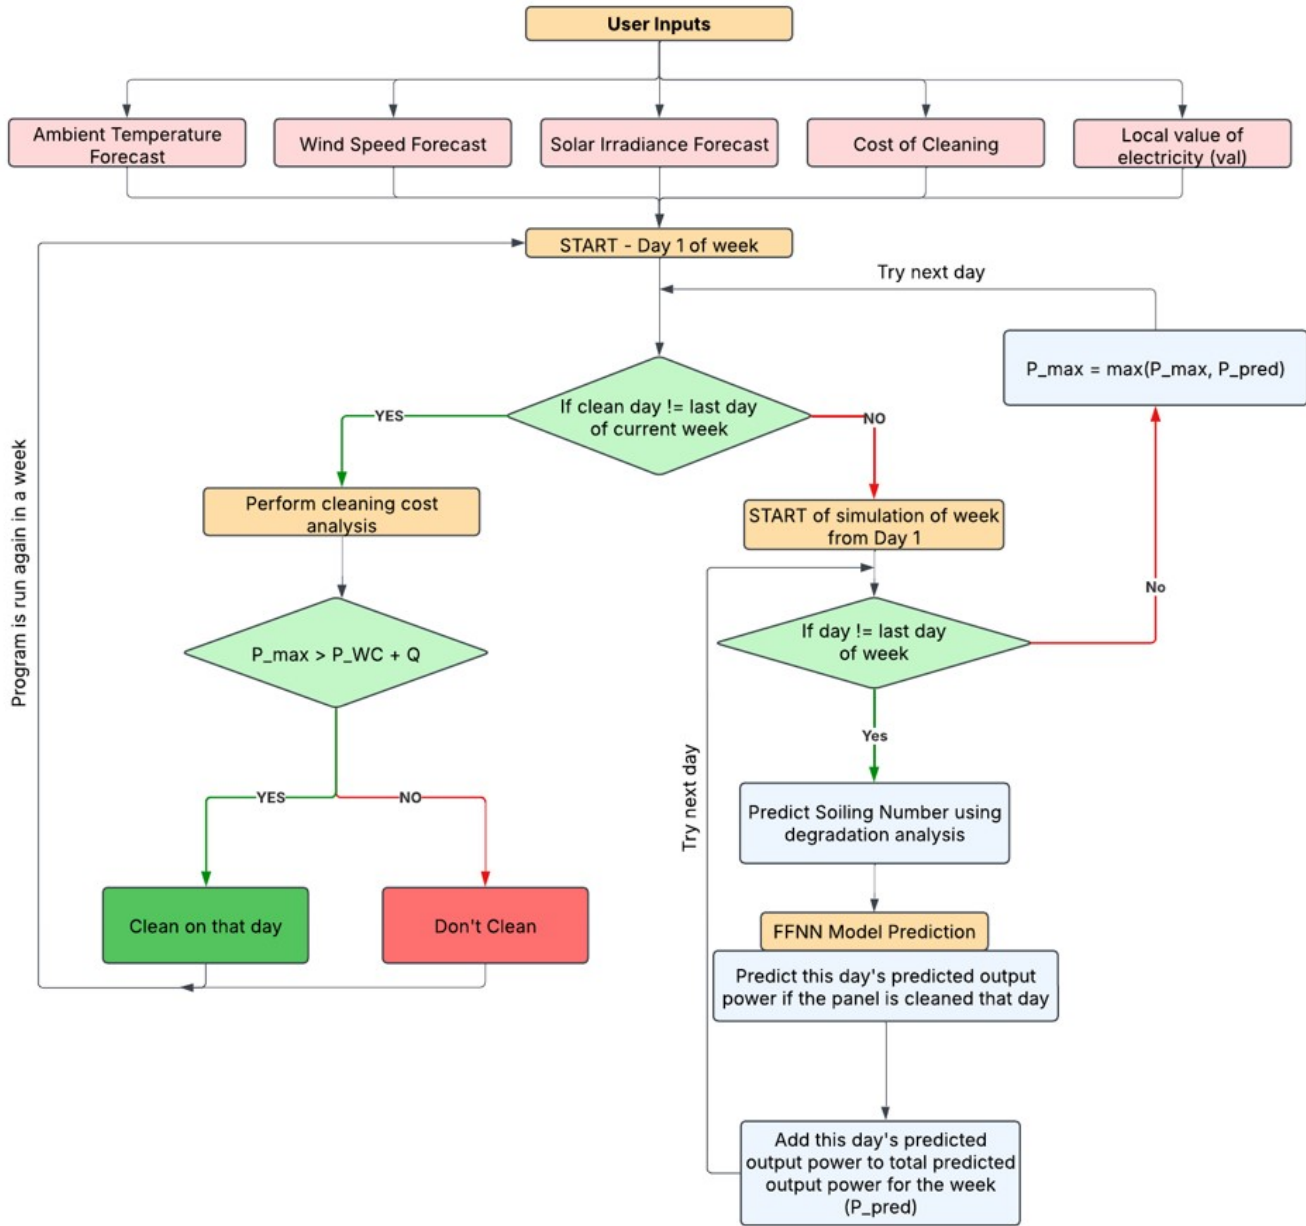 User Inputs
Ambient Temperature
Forecast
Wind Speed Forecast
Solar Irradiance Forecast
Cost of Cleaning
Local value of
electricity (val)
START - Day 1 of week
Try next day
P_max = max(P_max, P_pred)
If clean day != last day
of current week
YES
NO
Perform cleaning cost
analysis
START of simulation of week
from Day 1
Program is run again in a week
No
If day != last day
of week
P_max > P_WC + Q
Yes
YES
NO
Try next day
Predict Soiling Number using
degradation analysis
Clean on that day
Don't Clean
FFNN Model Prediction
Predict this day's predicted output
power if the panel is cleaned that day
Add this day's predicted
output power to total predicted
output power for the week
(P_pred)